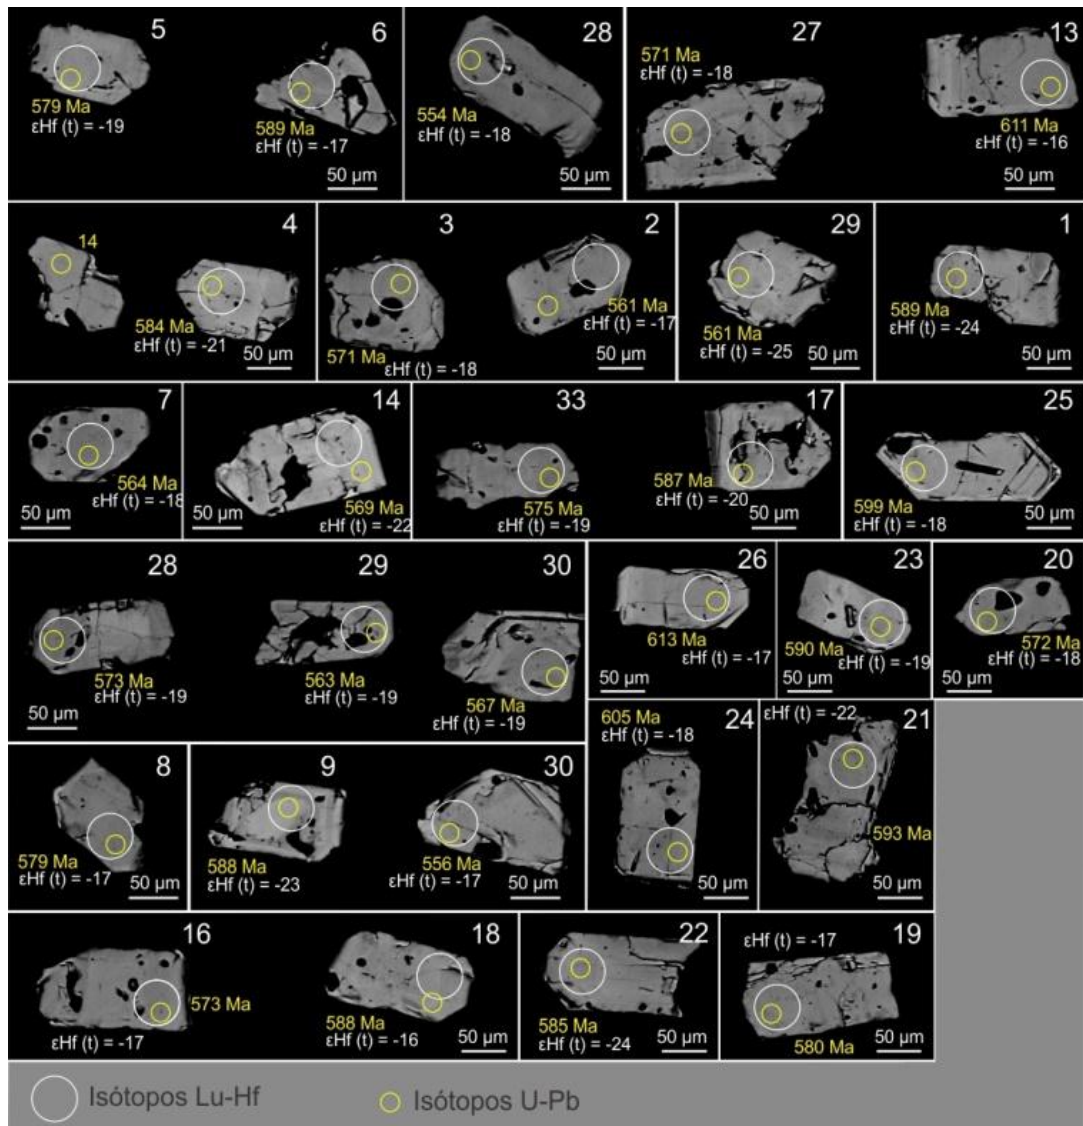 5
579 Ma
εHf (t) = -19
6
589 Ma
εHf (t) = -17
50 µm
28
554 Ma
εHf (t) = -18
50 µm
27
571 Ma
εHf (t) = -18
13
611 Ma
εHf (t) = -16
50 µm
14
4
584 Ma
εHf (t) = -21
50 µm
3
571 Ma
εHf (t) = -18
2
561 Ma
εHf (t) = -17
50 µm
29
561 Ma
εHf (t) = -25
50 µm
1
589 Ma
εHf (t) = -24
50 µm
7
564 Ma
εHf (t) = -18
50 µm
14
569 Ma
εHf (t) = -22
50 µm
33
575 Ma
εHf (t) = -19
17
587 Ma
εHf (t) = -20
50 µm
25
599 Ma
εHf (t) = -18
50 µm
28
573 Ma
εHf (t) = -19
50 µm
29
563 Ma
εHf (t) = -19
30
567 Ma
εHf (t) = -19
26
613 Ma
εHf (t) = -17
50 µm
23
590 Ma
εHf (t) = -19
50 µm
20
572 Ma
εHf (t) = -18
50 µm
8
579 Ma
εHf (t) = -17
50 µm
9
588 Ma
εHf (t) = -23
30
556 Ma
εHf (t) = -17
50 µm
605 Ma
εHf (t) = -18
24
50 µm
εHf (t) = -22
21
593 Ma
50 µm
16
573 Ma
εHf (t) = -17
18
588 Ma
εHf (t) = -16
50 µm
22
585 Ma
εHf (t) = -24
50 µm
εHf (t) = -17
19
580 Ma
50 µm
Isótopos Lu-Hf
Isótopos U-Pb